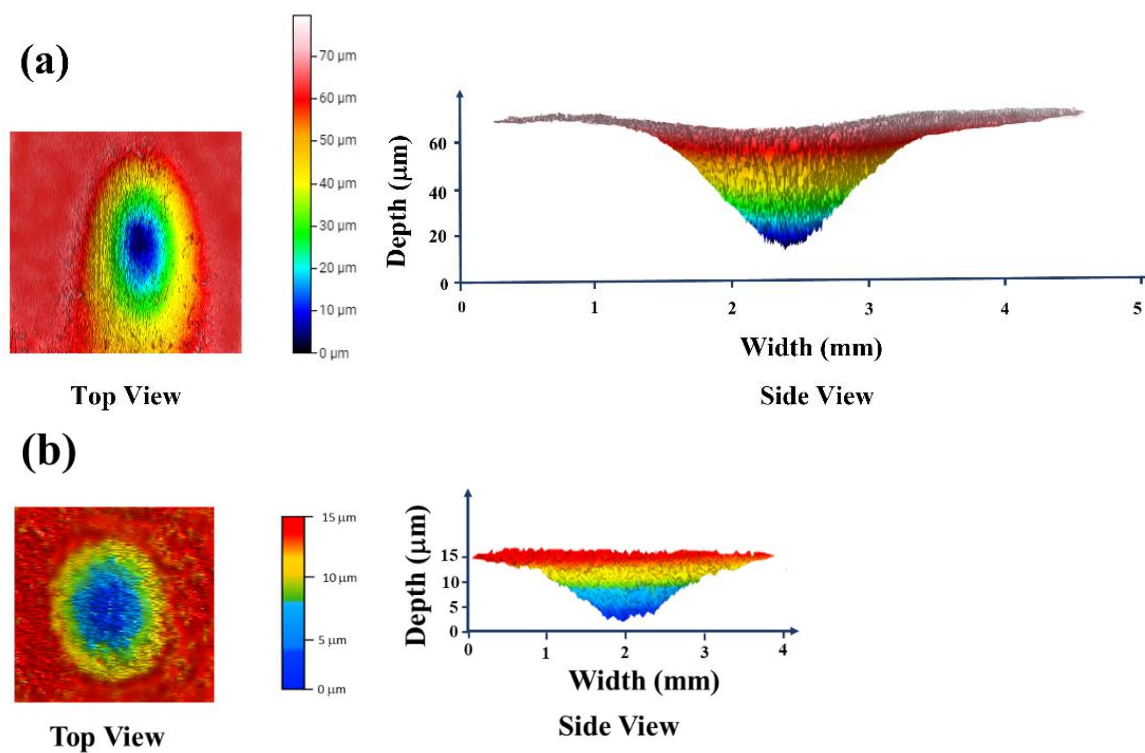 (a)
70 μm
60 μm
50 μm
40 μm
30 μm
20 μm
10 μm
0 μm
Top View
Depth (μm)
60
40
20
0
0 1 2 3 4 5
Width (mm)
Side View
(b)
15 μm
10 μm
5 μm
0 μm
Top View
Depth (μm)
15
10
5
0
0 1 2 3 4
Width (mm)
Side View